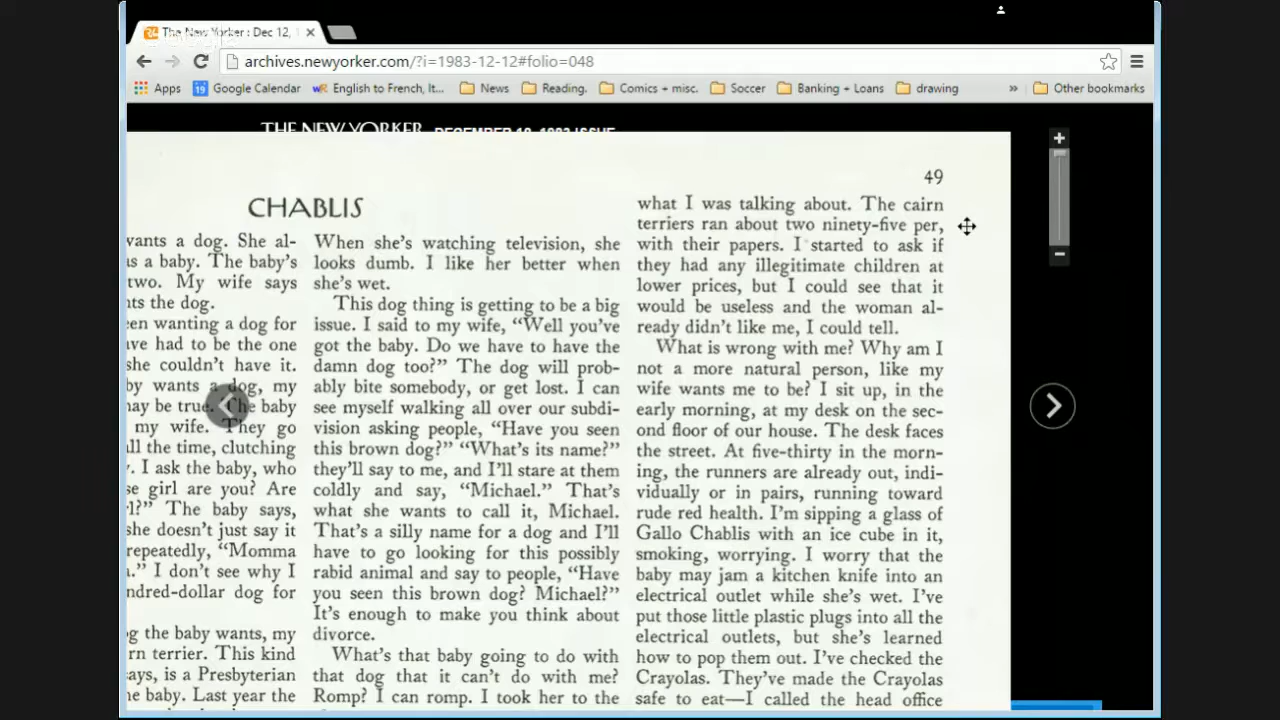 The New Yorker : Dec 12, 1
archives.newyorker.com/?i=1983-12-12#folio=048
Apps
19
Google Calendar
wR
English to French, It...
News
Reading.
Comics + misc.
Soccer
Banking + Loans
drawing
»
Other bookmarks
THE NEW YORKER DECEMBER 12, 1983 ISSUE
49
CHABLIS
wants a dog. She al-
s a baby. The baby's
two. My wife says
nts the dog.
een wanting a dog for
ve had to be the one
she couldn't have it.
by wants a dog, my
may be true. The baby
my wife. They go
ll the time, clutching
. I ask the baby, who
se girl are you? Are
l?" The baby says,
she doesn't just say it
repeatedly, "Momma
." I don't see why I
ndred-dollar dog for
g the baby wants, my
rn terrier. This kind
ays, is a Presbyterian
he baby. Last year the
When she's watching television, she
looks dumb. I like her better when
she's wet.
This dog thing is getting to be a big
issue. I said to my wife, "Well you've
got the baby. Do we have to have the
damn dog too?" The dog will prob-
ably bite somebody, or get lost. I can
see myself walking all over our subdi-
vision asking people, "Have you seen
this brown dog?" "What's its name?"
they'll say to me, and I'll stare at them
coldly and say, "Michael." That's
what she wants to call it, Michael.
That's a silly name for a dog and I'll
have to go looking for this possibly
rabid animal and say to people, "Have
you seen this brown dog? Michael?"
It's enough to make you think about
divorce.
What's that baby going to do with
that dog that it can't do with me?
Romp? I can romp. I took her to the
what I was talking about. The cairn
terriers ran about two ninety-five per,
with their papers. I started to ask if
they had any illegitimate children at
lower prices, but I could see that it
would be useless and the woman al-
ready didn't like me, I could tell.
What is wrong with me? Why am I
not a more natural person, like my
wife wants me to be? I sit up, in the
early morning, at my desk on the sec-
ond floor of our house. The desk faces
the street. At five-thirty in the morn-
ing, the runners are already out, indi-
vidually or in pairs, running toward
rude red health. I'm sipping a glass of
Gallo Chablis with an ice cube in it,
smoking, worrying. I worry that the
baby may jam a kitchen knife into an
electrical outlet while she's wet. I've
put those little plastic plugs into all the
electrical outlets, but she's learned
how to pop them out. I've checked the
Crayolas. They've made the Crayolas
safe to eat—I called the head office